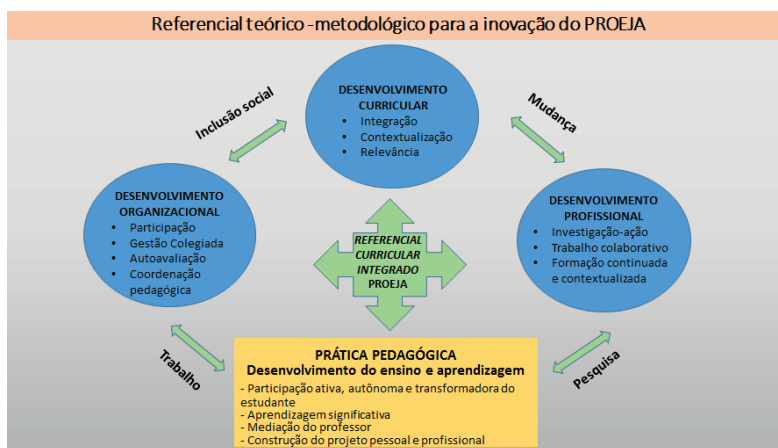 Referencial teórico -metodológico para a inovação do PROEJA
Inclusão social
DESENVOLVIMENTO
CURRICULAR
• Integração
• Contextualização
• Relevância
Mudança
DESENVOLVIMENTO
ORGANIZACIONAL
• Participação
• Gestão Colegiada
• Autoavaliação
• Coordenação
pedagógica
REFERENCIAL
CURRICULAR
INTEGRADO
PROEJA
DESENVOLVIMENTO
PROFISSIONAL
• Investigação-ação
• Trabalho colaborativo
• Formação continuada
e contextualizada
Trabalho
PRÁTICA PEDAGÓGICA
Desenvolvimento do ensino e aprendizagem
- Participação ativa, autônoma e transformadora do
estudante
- Aprendizagem significativa
- Mediação do professor
- Construção do projeto pessoal e profissional
Pesquisa